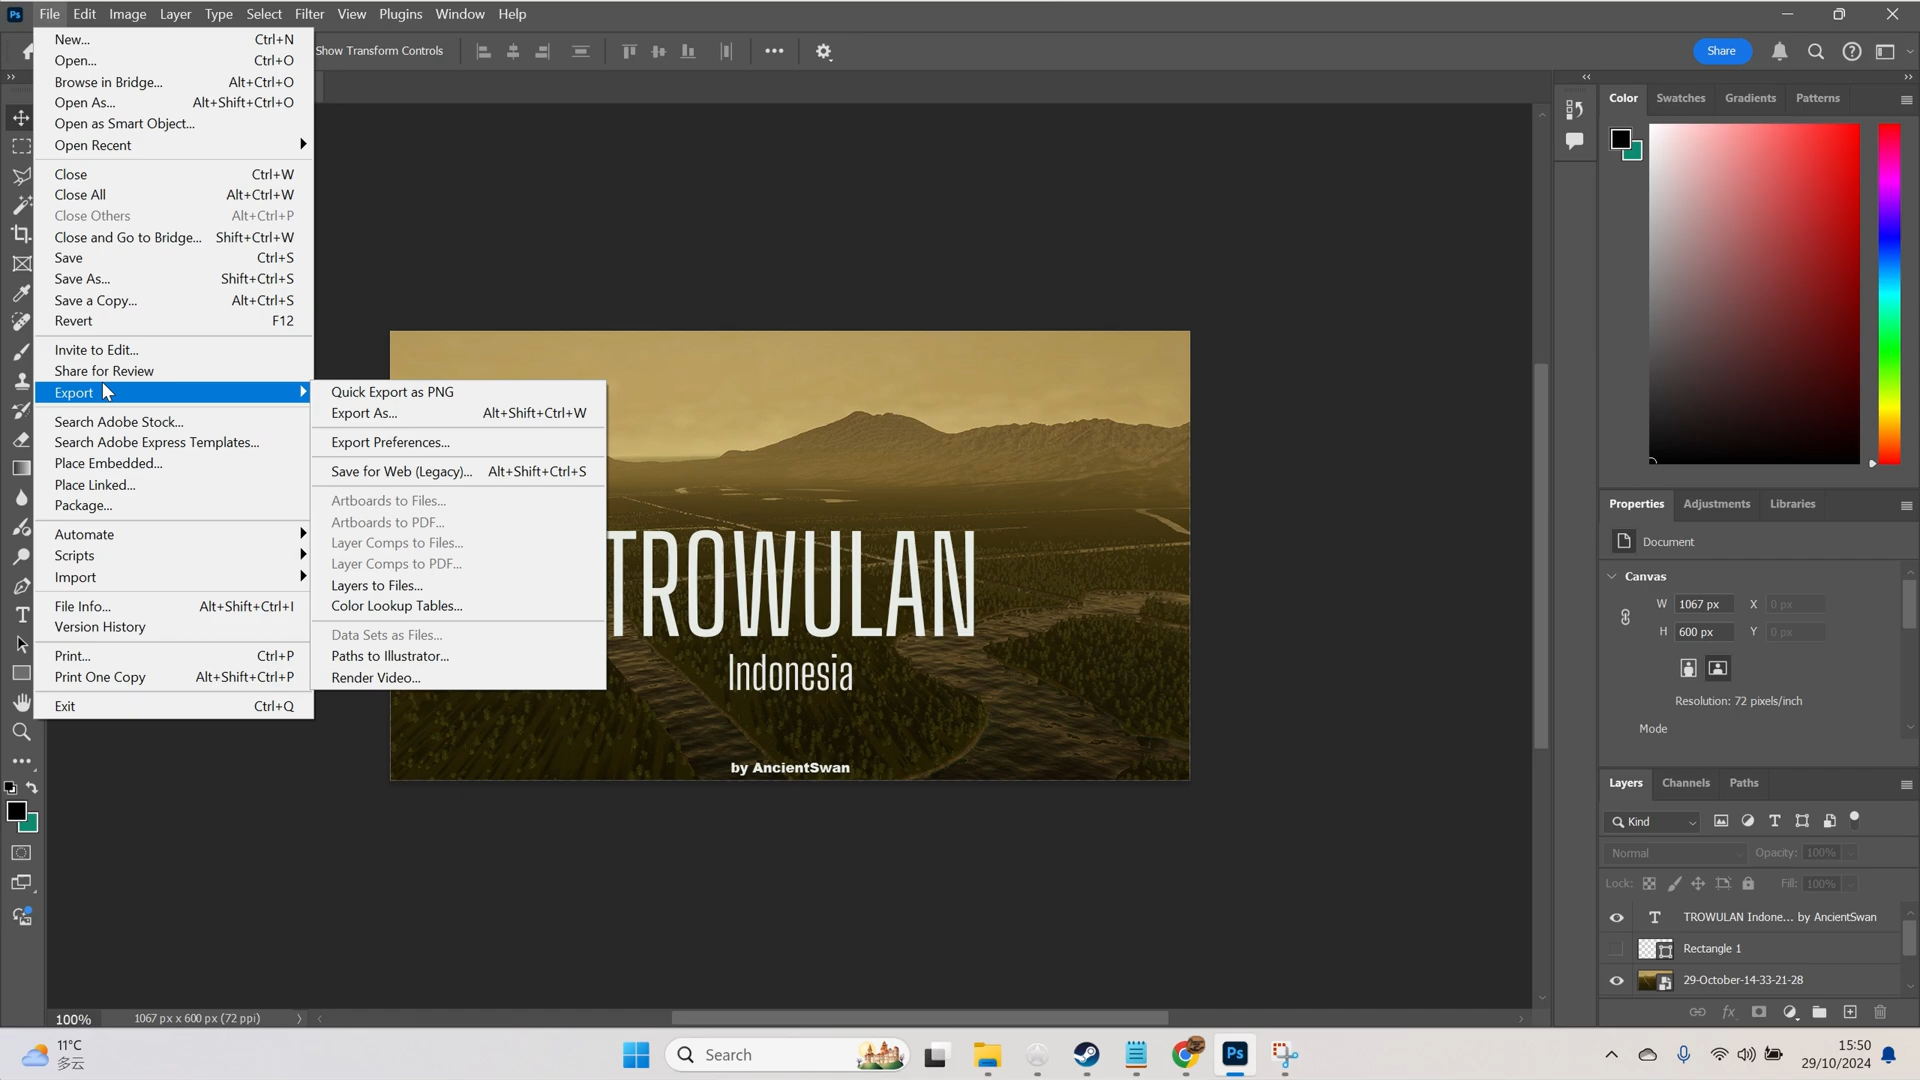 Ps File Edit Image Layer Type Select Filter View Plugins Window Help
Show Transform Controls
Share
New... Ctrl+N
Open... Ctrl+O
Browse in Bridge... Alt+Ctrl+O
Open As... Alt+Shift+Ctrl+O
Open as Smart Object...
Open Recent
Close Ctrl+W
Close All Alt+Ctrl+W
Close Others Alt+Ctrl+P
Close and Go to Bridge... Shift+Ctrl+W
Save Ctrl+S
Save As... Shift+Ctrl+S
Save a Copy... Alt+Ctrl+S
Revert F12
Invite to Edit...
Share for Review
Export
Search Adobe Stock...
Search Adobe Express Templates...
Place Embedded...
Place Linked...
Package...
Automate
Scripts
Import
File Info... Alt+Shift+Ctrl+I
Version History
Print... Ctrl+P
Print One Copy Alt+Shift+Ctrl+P
Exit Ctrl+Q
Quick Export as PNG
Export As... Alt+Shift+Ctrl+W
Export Preferences...
Save for Web (Legacy)... Alt+Shift+Ctrl+S
Artboards to Files...
Artboards to PDF...
Layer Comps to Files...
Layer Comps to PDF...
Layers to Files...
Color Lookup Tables...
Data Sets as Files...
Paths to Illustrator...
Render Video...
TROWULAN
Indonesia
by AncientSwan
Color Swatches Gradients Patterns
Properties Adjustments Libraries
Document
Canvas
W 1067 px X 0 px
H 600 px Y 0 px
Resolution: 72 pixels/inch
Mode
Layers Channels Paths
Kind
Normal Opacity: 100%
Lock: Fill: 100%
TROWULAN Indone... by AncientSwan
Rectangle 1
29-October-14-33-21-28
100% 1067 px x 600 px (72 ppi)
11°C
多云
Search
Ps
15:50
29/10/2024